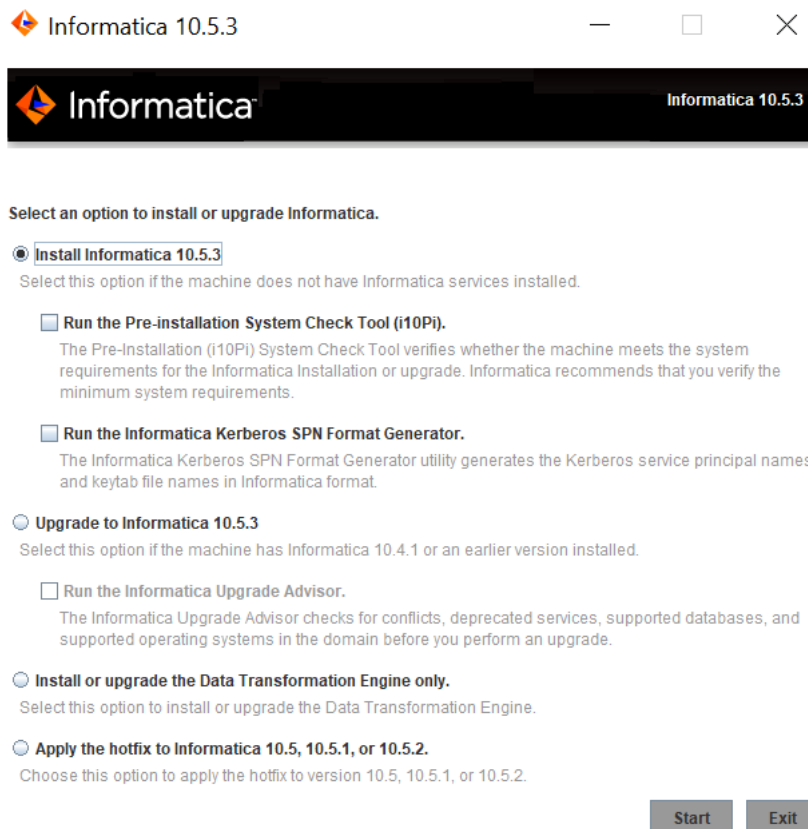 Informatica 10.5.3
Informatica
Informatica 10.5.3
Select an option to install or upgrade Informatica.
Install Informatica 10.5.3
Select this option if the machine does not have Informatica services installed.
Run the Pre-installation System Check Tool (i10Pi).
The Pre-Installation (i10Pi) System Check Tool verifies whether the machine meets the system
requirements for the Informatica Installation or upgrade. Informatica recommends that you verify the
minimum system requirements.
Run the Informatica Kerberos SPN Format Generator.
The Informatica Kerberos SPN Format Generator utility generates the Kerberos service principal names
and keytab file names in Informatica format.
Upgrade to Informatica 10.5.3
Select this option if the machine has Informatica 10.4.1 or an earlier version installed.
Run the Informatica Upgrade Advisor.
The Informatica Upgrade Advisor checks for conflicts, deprecated services, supported databases, and
supported operating systems in the domain before you perform an upgrade.
Install or upgrade the Data Transformation Engine only.
Select this option to install or upgrade the Data Transformation Engine.
Apply the hotfix to Informatica 10.5, 10.5.1, or 10.5.2.
Choose this option to apply the hotfix to version 10.5, 10.5.1, or 10.5.2.
Start Exit